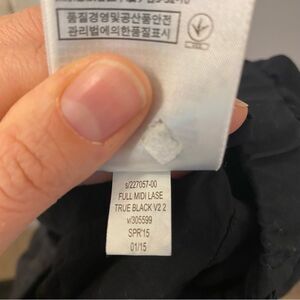 품질경영및공산품안전
관리법에의한품질표시
s/227057-00
FULL MIDI LASE
TRUE BLACK V2 2
v/305599
SPR'15
01/15